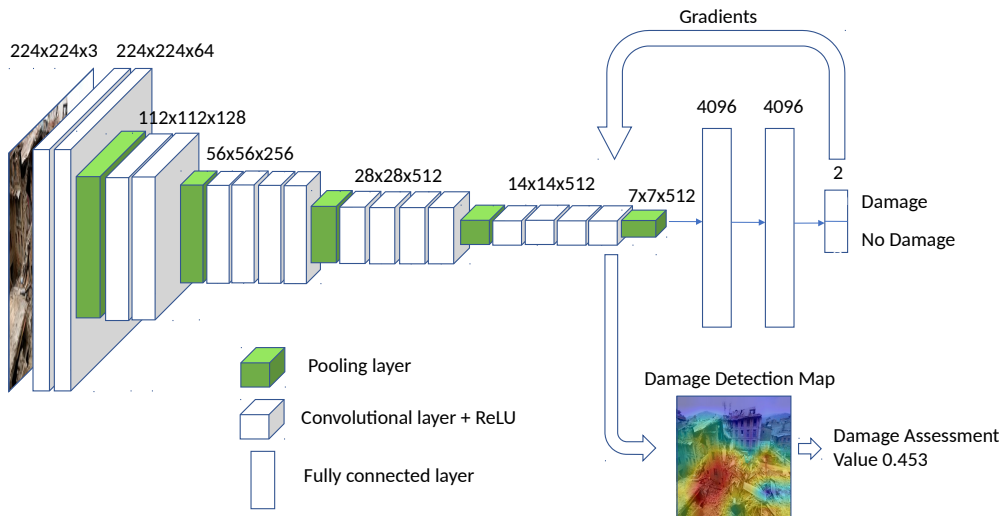 Gradients
224x224x3
224x224x64
4096
4096
112x112x128
56x56x256
28x28x512
14x14x512
7x7x512
2
Damage
No Damage
Pooling layer
Convolutional layer + ReLU
Fully connected layer
Damage Detection Map
Damage Assessment
Value 0.453